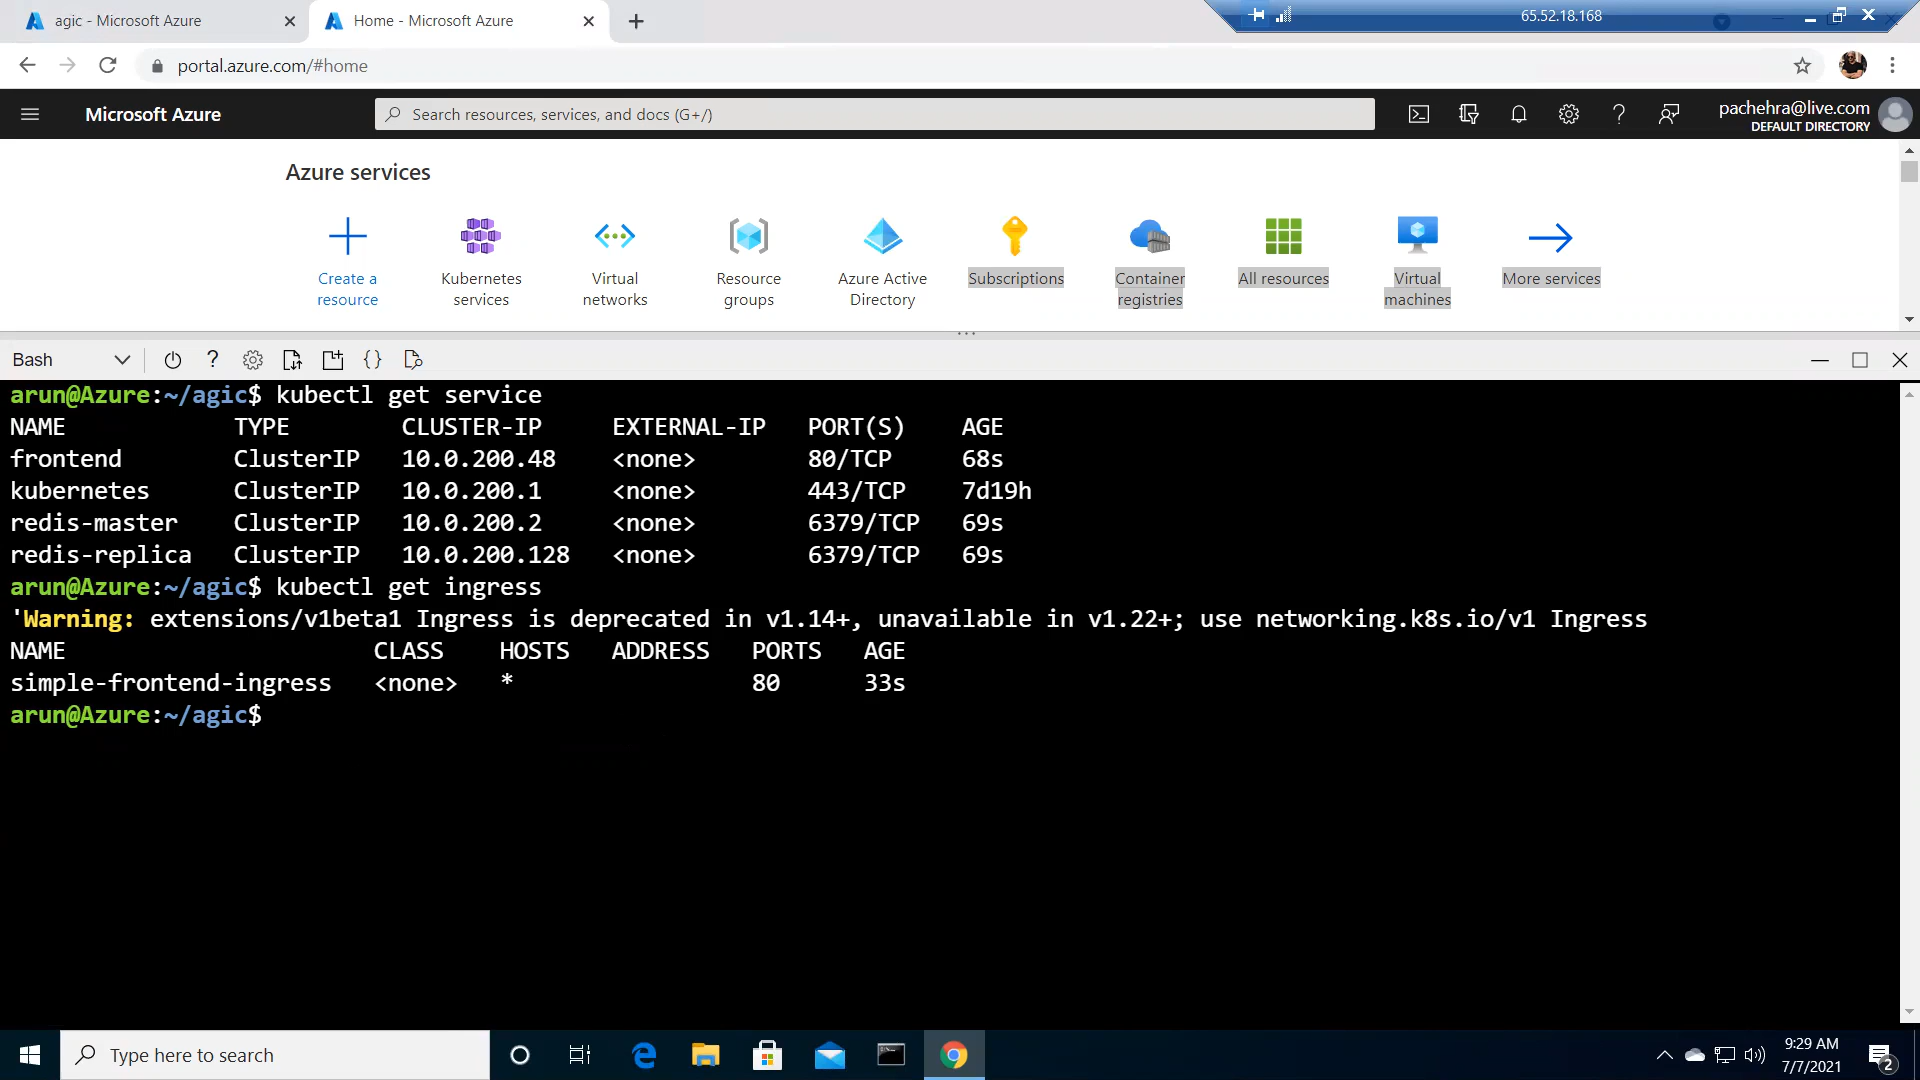 agic - Microsoft Azure
Home - Microsoft Azure
65.52.18.168
portal.azure.com/#home
Microsoft Azure
Search resources, services, and docs (G+/)
pachehra@live.com
DEFAULT DIRECTORY
Azure services
Create a
resource
Kubernetes
services
Virtual
networks
Resource
groups
Azure Active
Directory
Subscriptions
Container
registries
All resources
Virtual
machines
More services
Bash
arun@Azure:~/agic$ kubectl get service
NAME TYPE CLUSTER-IP EXTERNAL-IP PORT(S) AGE
frontend ClusterIP 10.0.200.48 <none> 80/TCP 68s
kubernetes ClusterIP 10.0.200.1 <none> 443/TCP 7d19h
redis-master ClusterIP 10.0.200.2 <none> 6379/TCP 69s
redis-replica ClusterIP 10.0.200.128 <none> 6379/TCP 69s
arun@Azure:~/agic$ kubectl get ingress
'Warning: extensions/v1beta1 Ingress is deprecated in v1.14+, unavailable in v1.22+; use networking.k8s.io/v1 Ingress
NAME CLASS HOSTS ADDRESS PORTS AGE
simple-frontend-ingress <none> * 80 33s
arun@Azure:~/agic$
Type here to search
9:29 AM
7/7/2021
2